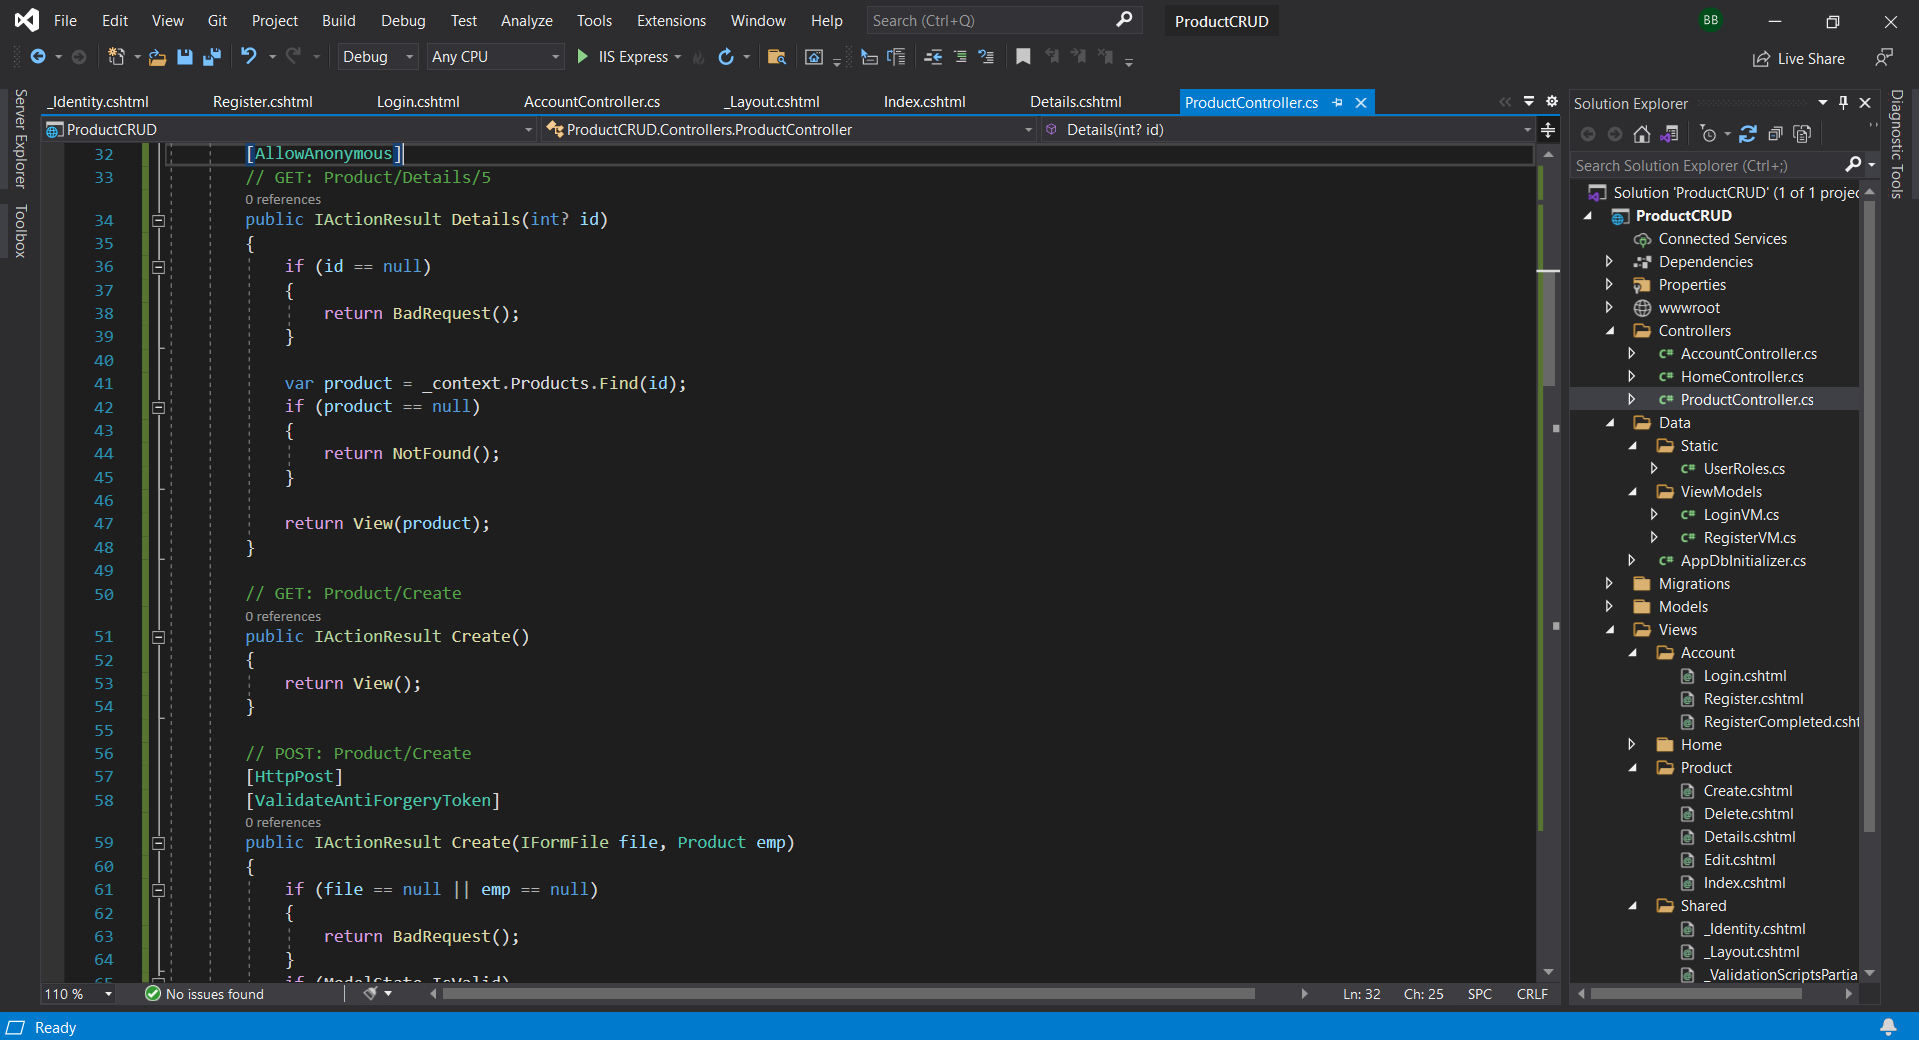 File Edit View Git Project Build Debug Test Analyze Tools Extensions Window Help Search (Ctrl+Q) ProductCRUD BB
Debug Any CPU IIS Express Live Share
Server Explorer
Toolbox
_Identity.cshtml Register.cshtml Login.cshtml AccountController.cs _Layout.cshtml Index.cshtml Details.cshtml ProductController.cs
ProductCRUD ProductCRUD.Controllers.ProductController Details(int? id)
32 [AllowAnonymous]
33 // GET: Product/Details/5
0 references
34 public IActionResult Details(int? id)
35 {
36 if (id == null)
37 {
38 return BadRequest();
39 }
40
41 var product = _context.Products.Find(id);
42 if (product == null)
43 {
44 return NotFound();
45 }
46
47 return View(product);
48 }
49
50 // GET: Product/Create
0 references
51 public IActionResult Create()
52 {
53 return View();
54 }
55
56 // POST: Product/Create
57 [HttpPost]
58 [ValidateAntiForgeryToken]
0 references
59 public IActionResult Create(IFormFile file, Product emp)
60 {
61 if (file == null || emp == null)
62 {
63 return BadRequest();
64 }
65 if (ModelState.IsValid)
110 % No issues found Ln: 32 Ch: 25 SPC CRLF
Solution Explorer
Search Solution Explorer (Ctrl+;)
Solution 'ProductCRUD' (1 of 1 projec
ProductCRUD
Connected Services
Dependencies
Properties
wwwroot
Controllers
C# AccountController.cs
C# HomeController.cs
C# ProductController.cs
Data
Static
C# UserRoles.cs
ViewModels
C# LoginVM.cs
C# RegisterVM.cs
C# AppDbInitializer.cs
Migrations
Models
Views
Account
Login.cshtml
Register.cshtml
RegisterCompleted.csht
Home
Product
Create.cshtml
Delete.cshtml
Details.cshtml
Edit.cshtml
Index.cshtml
Shared
_Identity.cshtml
_Layout.cshtml
_ValidationScriptsPartia
Diagnostic Tools
Ready